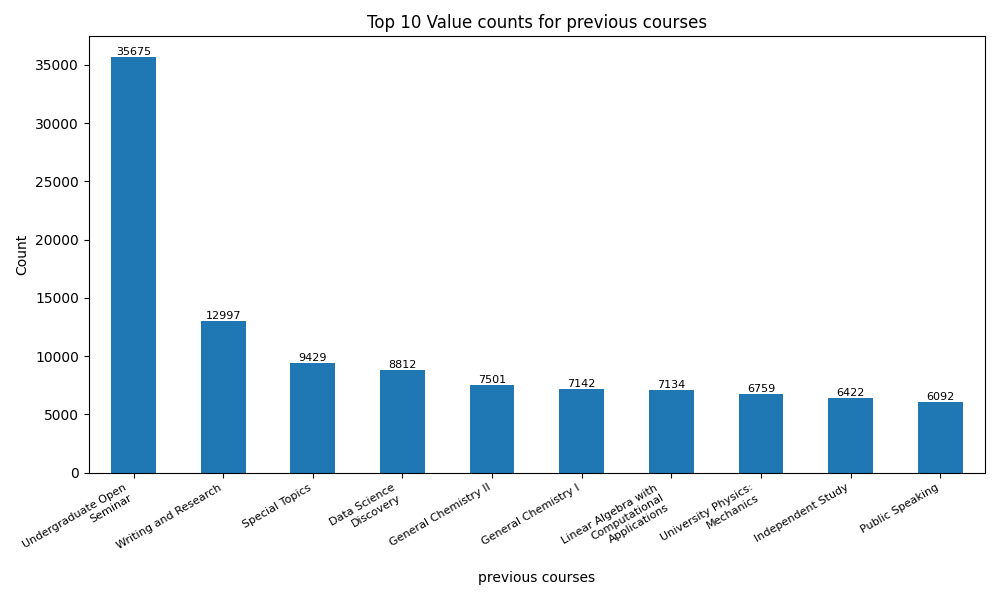 Top 10 Value counts for previous courses
Count
35000
30000
25000
20000
15000
10000
5000
0
35675
12997
9429
8812
7501
7142
7134
6759
6422
6092
Undergraduate Open
Seminar
Writing and Research
Special Topics
Data Science
Discovery
General Chemistry II
General Chemistry I
Linear Algebra with
Computational
Applications
University Physics:
Mechanics
Independent Study
Public Speaking
previous courses